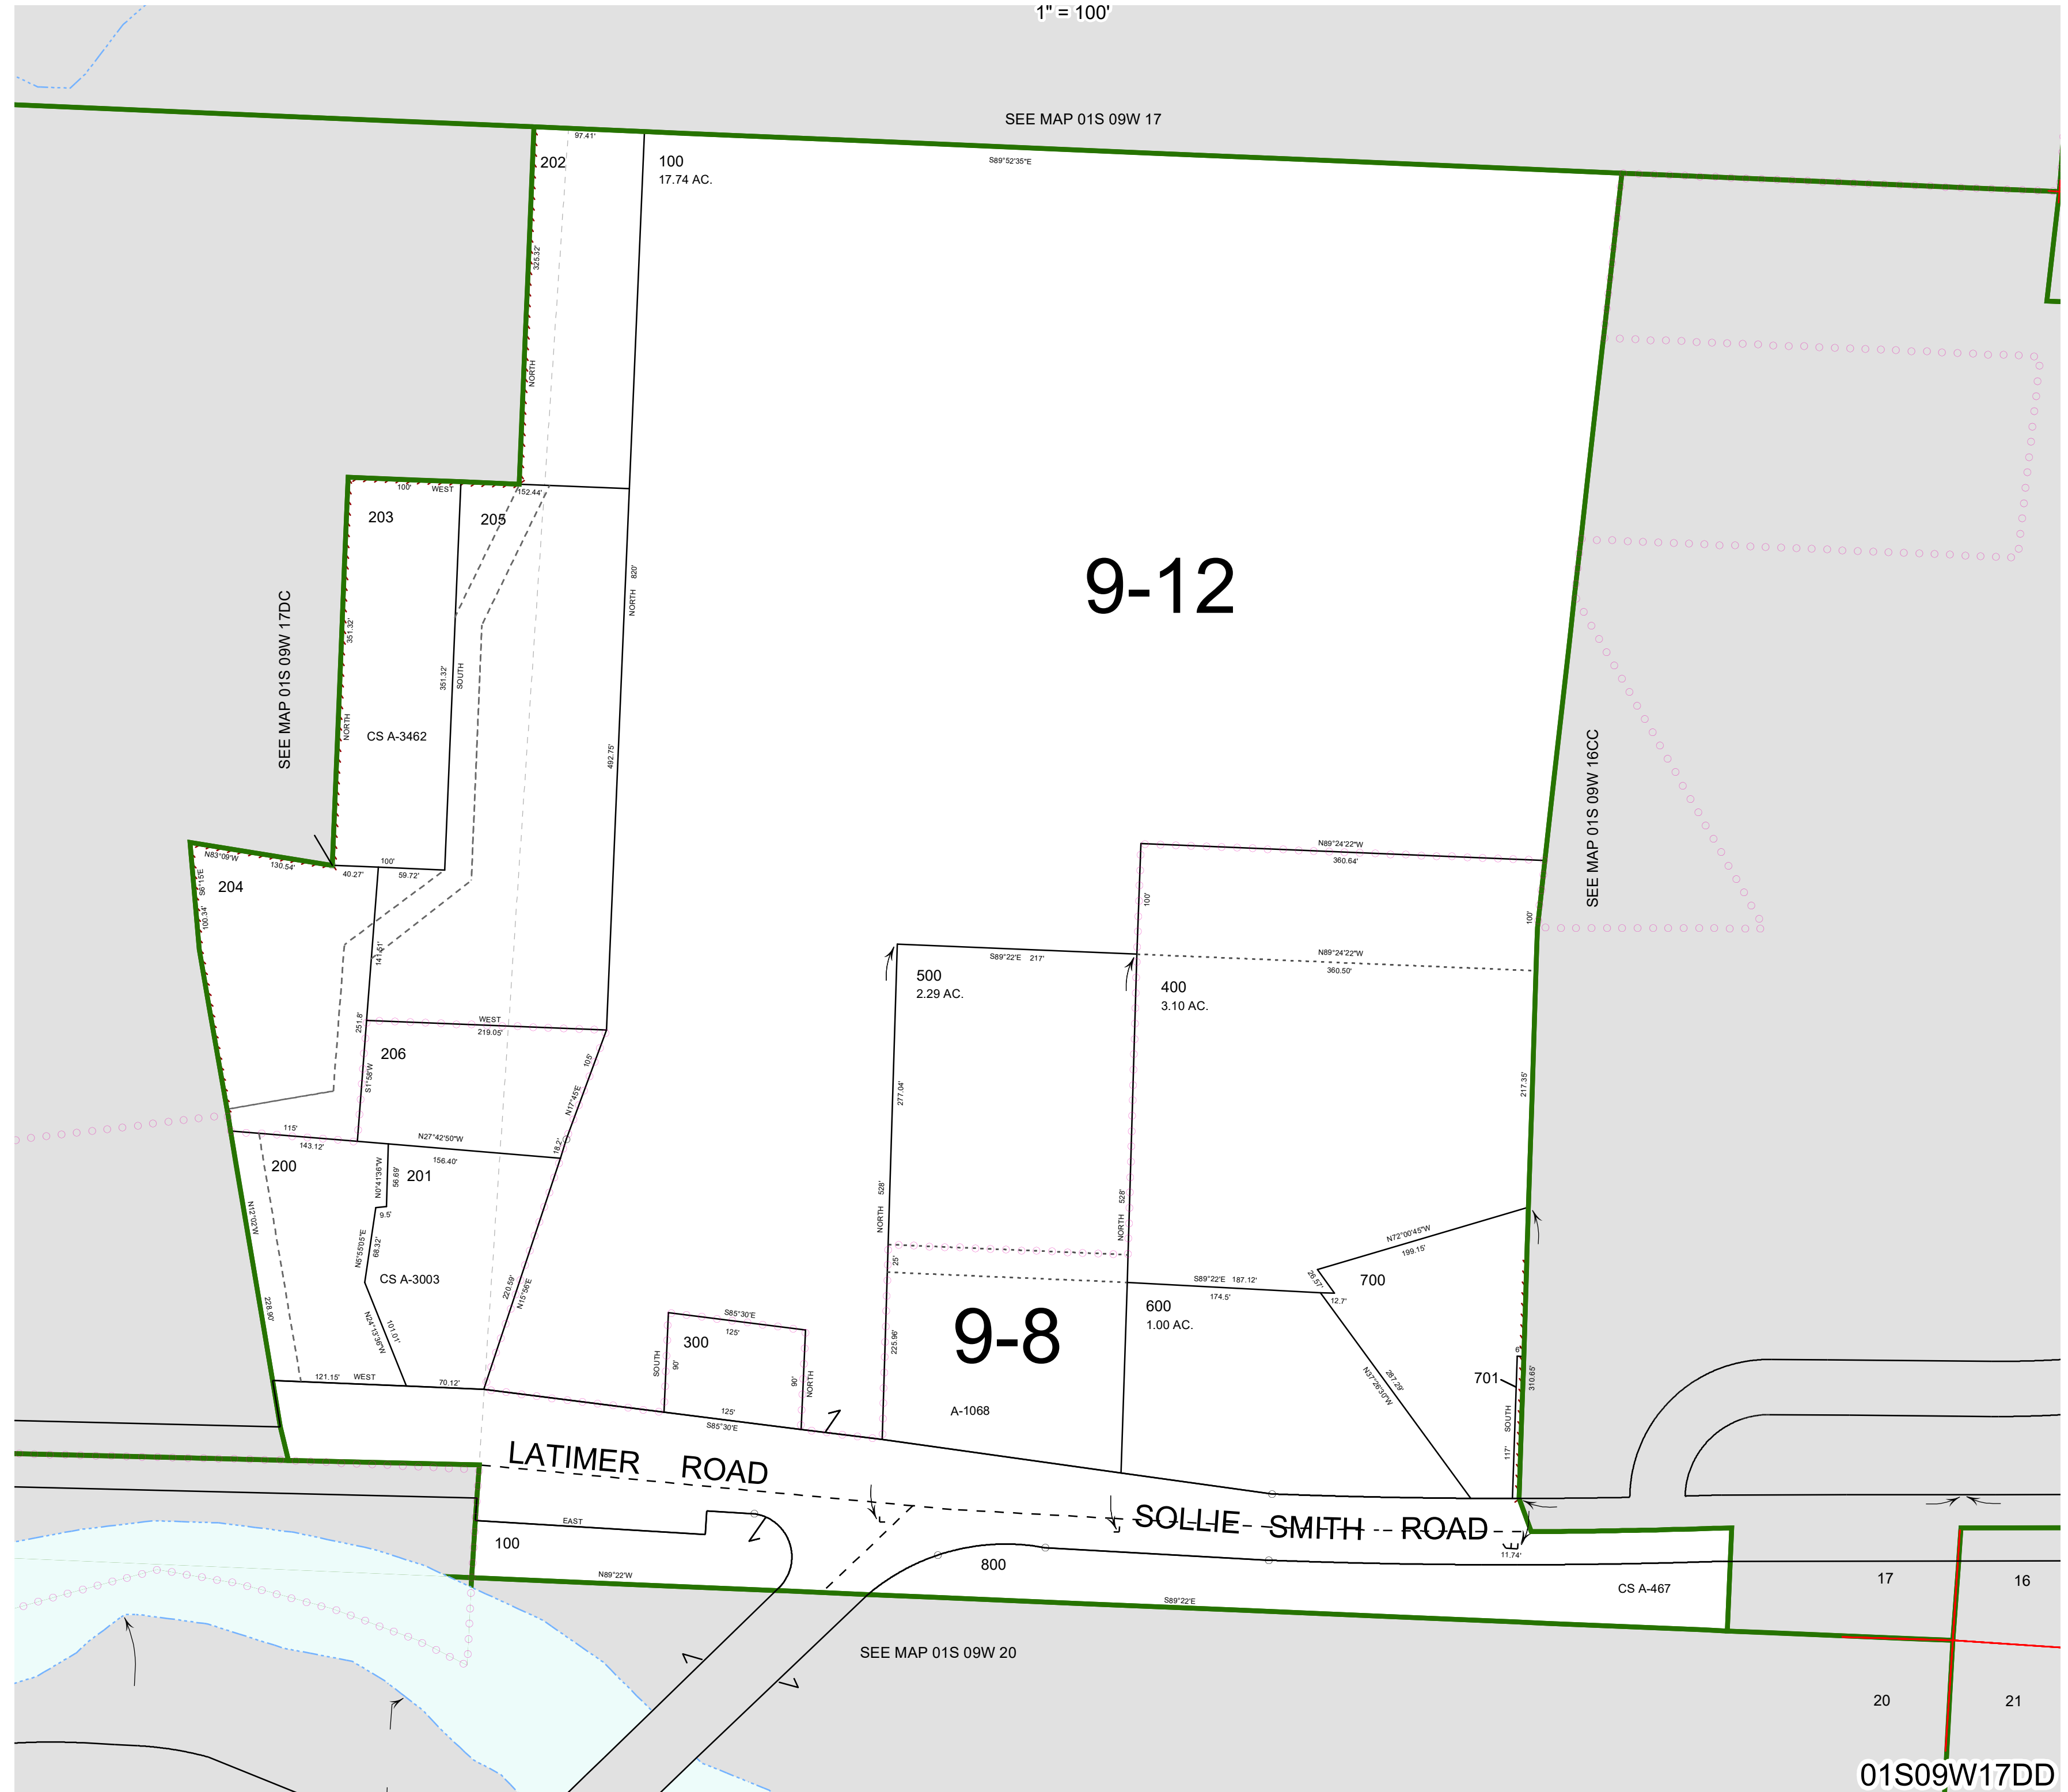 1" = 100'
SEE MAP 01S 09W 17
97.41'
202
100
17.74 AC.
S89°52'35"E
325.32'
NORTH
100'
WEST
152.44'
203
205
9-12
NORTH 820'
SEE MAP 01S 09W 17DC
351.32'
NORTH
351.32'
SOUTH
CS A-3462
492.75'
SEE MAP 01S 09W 16CC
N83°09'W
130.54'
100'
40.27'
59.72'
204
S6°15'E
100.34'
N89°24'22"W
360.64'
100'
100'
141.51'
S89°22'E 217'
N89°24'22"W
360.50'
500
2.29 AC.
400
3.10 AC.
251.8'
WEST
219.05'
206
105'
S1°58'W
N17°45'E
277.04'
217.35'
115'
143.12'
N27°42'50"W
156.40'
18.2'
200
201
N0°41'36"W
56.69'
9.5'
N12°02'W
NORTH 528'
NORTH 528'
N5°55'05"E
68.32'
25'
N72°00'45"W
199.15'
26.57'
700
CS A-3003
S89°22'E 187.12'
174.5'
12.7'
228.90'
220.59'
N15°56'E
N24°13'36"W
101.01'
600
1.00 AC.
9-8
S85°30'E
125'
300
SOUTH
90'
90'
NORTH
225.96'
6'
121.15'
WEST
70.12'
701
310.65'
N37°26'30"W
287.29'
125'
S85°30'E
A-1068
SOUTH
117'
LATIMER ROAD
SOLLIE SMITH ROAD
EAST
100
11.74'
800
N89°22'W
CS A-467
S89°22'E
17
16
SEE MAP 01S 09W 20
20
21
01S09W17DD